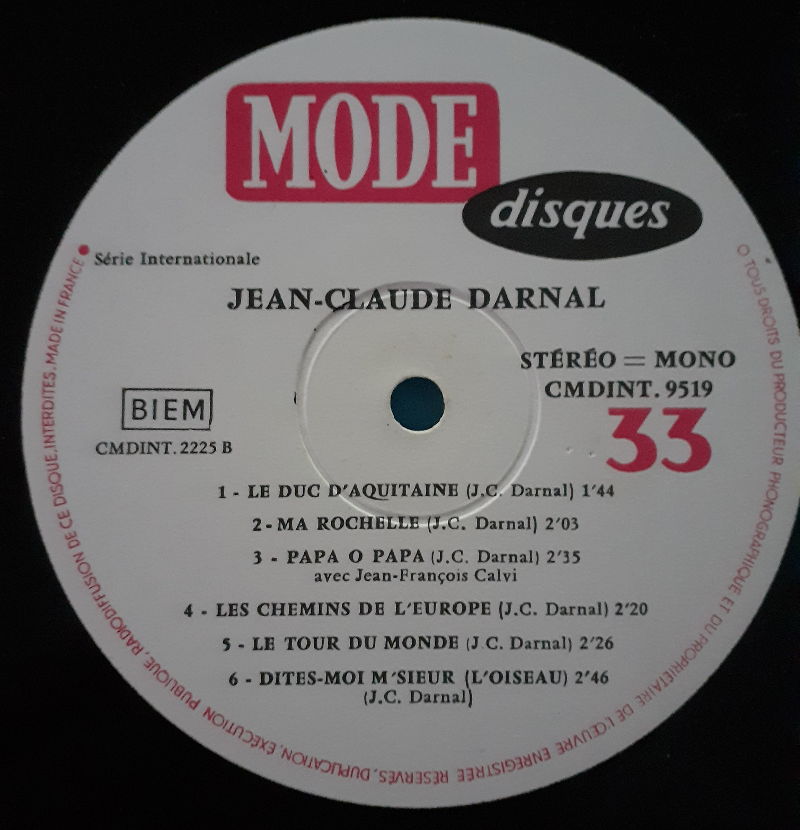 MODE
disques
Série Internationale
JEAN-CLAUDE DARNAL
STÉRÉO = MONO
CMDINT. 9519
33
BIEM
CMDINT. 2225 B
1 - LE DUC D'AQUITAINE (J.C. Darnal) 1'44
2 - MA ROCHELLE (J.C. Darnal) 2'03
3 - PAPA O PAPA (J.C. Darnal) 2'35
avec Jean-François Calvi
4 - LES CHEMINS DE L'EUROPE (J.C. Darnal) 2'20
5 - LE TOUR DU MONDE (J.C. Darnal) 2'26
6 - DITES-MOI M'SIEUR (L'OISEAU) 2'46
(J.C. Darnal)
O TOUS DROITS DU PRODUCTEUR PHONOGRAPHIQUE ET DU PROPRIÉTAIRE DE L'ŒUVRE ENREGISTRÉE RÉSERVÉS. DUPLICATION, EXÉCUTION PUBLIQUE, RADIODIFFUSION DE CE DISQUE, INTERDITES. MADE IN FRANCE